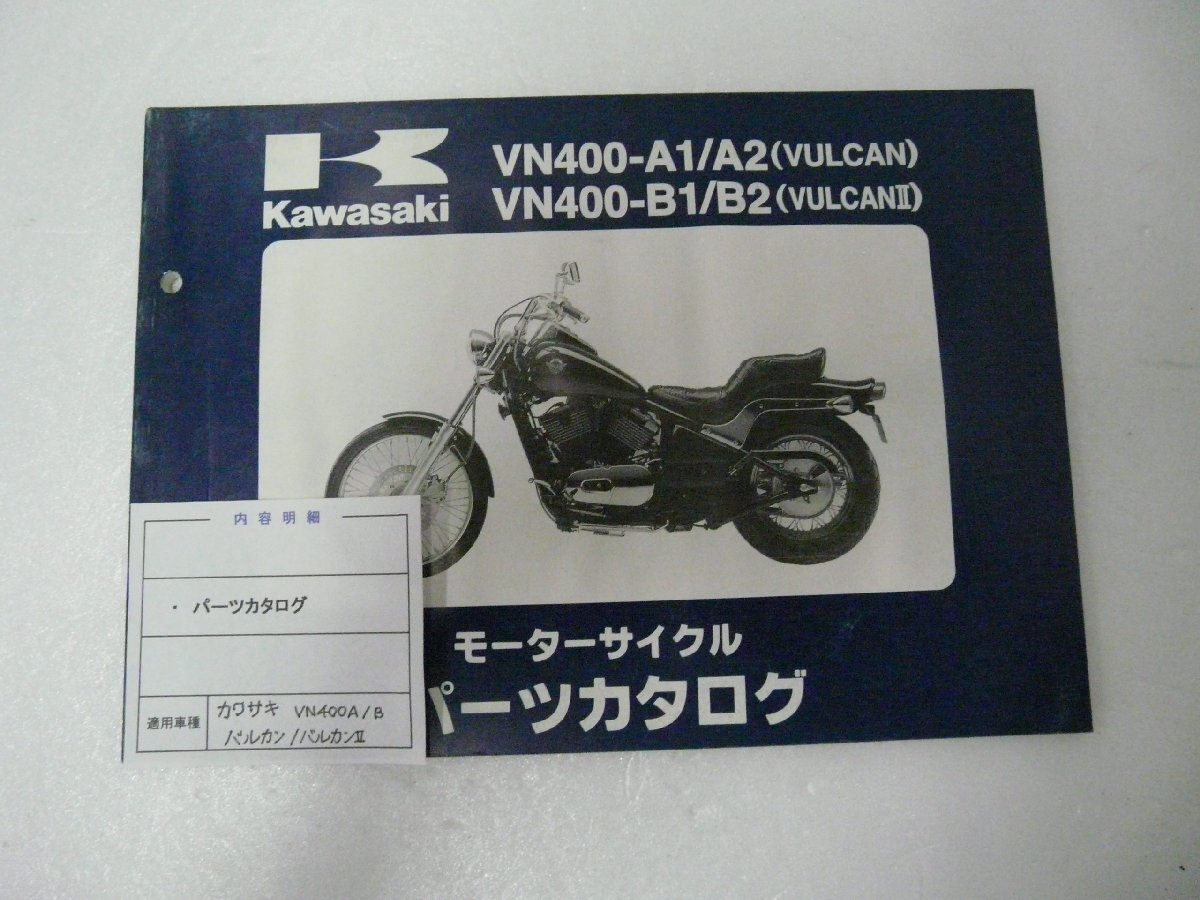 Kawasaki
VN400-A1/A2(VULCAN)
VN400-B1/B2(VULCANⅡ)
モーターサイクル
パーツカタログ
内容明細
・ パーツカタログ
適用車種
カワサキ VN400A/B
バルカン/バルカンⅡ